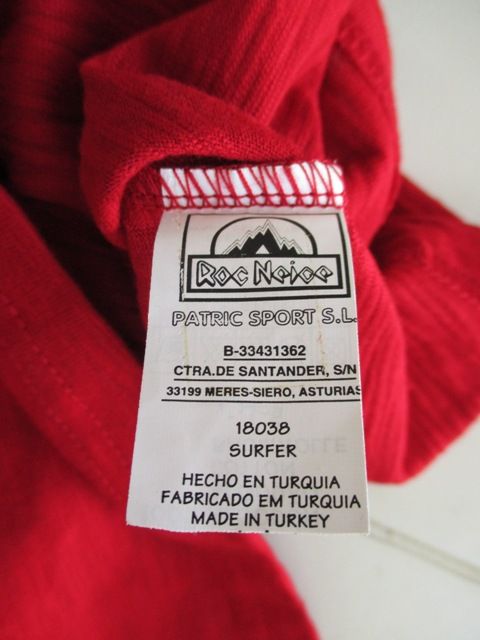 Roc Neige
PATRIC SPORT S.L.
B-33431362
CTRA.DE SANTANDER, S/N
33199 MERES-SIERO, ASTURIAS
18038
SURFER
HECHO EN TURQUIA
FABRICADO EM TURQUIA
MADE IN TURKEY